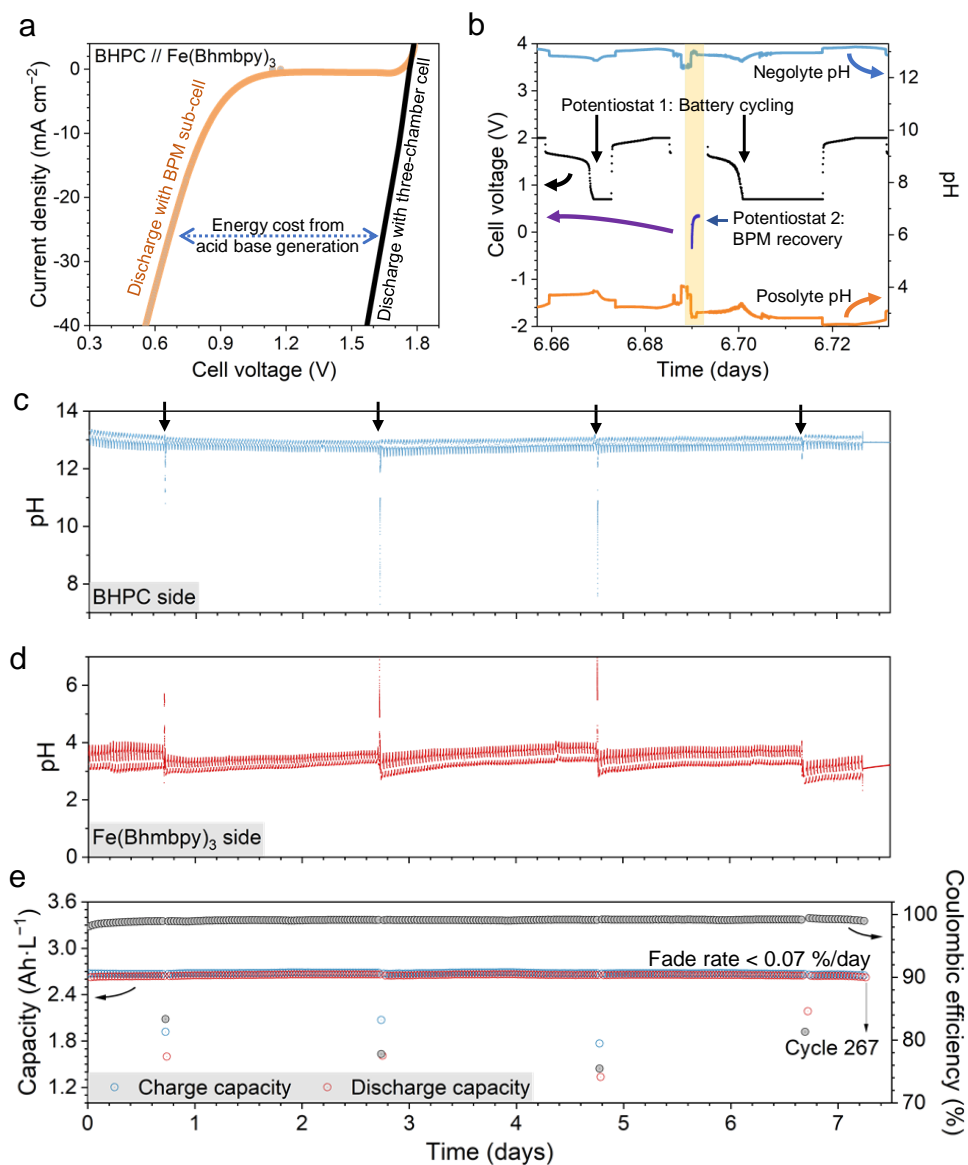 a
BHPC // Fe(Bhmbpy)3
Discharge with BPM sub-cell
Discharge with three-chamber cell
Energy cost from
acid base generation
Current density (mA cm−2)
0
-10
-20
-30
-40
0.3 0.6 0.9 1.2 1.5 1.8
Cell voltage (V)
b
Negolyte pH
Potentiostat 1: Battery cycling
Potentiostat 2:
BPM recovery
Posolyte pH
Cell voltage (V)
4
3
2
1
0
-1
-2
pH
12
10
8
6
4
6.66 6.68 6.70 6.72
Time (days)
c
pH
14
12
10
8
BHPC side
d
pH
6
4
2
0
Fe(Bhmbpy)3 side
e
Capacity (Ah·L−1)
3.6
3.0
2.4
1.8
1.2
Fade rate < 0.07 %/day
Cycle 267
Charge capacity Discharge capacity
Coulombic efficiency (%)
100
90
80
70
0 1 2 3 4 5 6 7
Time (days)